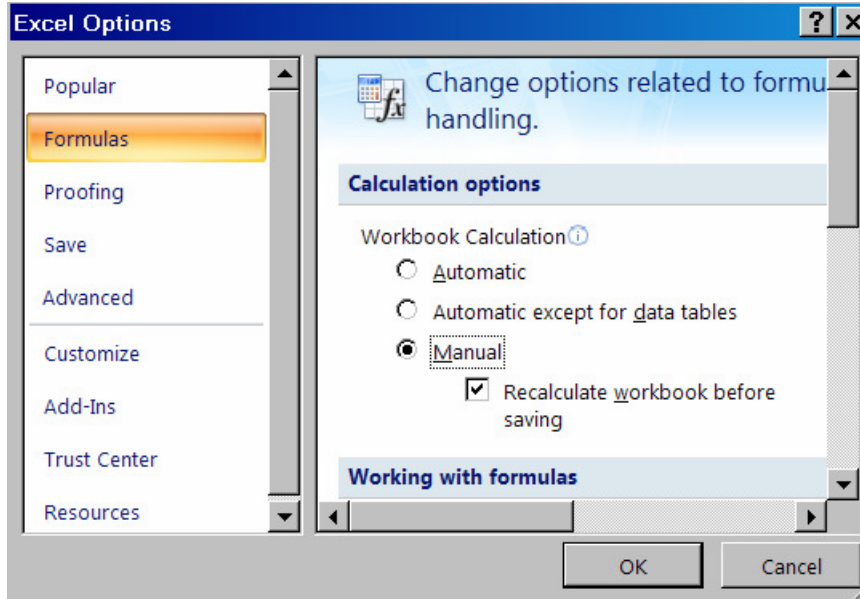 Excel Options
Popular
Formulas
Proofing
Save
Advanced
Customize
Add-Ins
Trust Center
Resources
Change options related to formu
handling.
Calculation options
Workbook Calculation
Automatic
Automatic except for data tables
Manual
Recalculate workbook before
saving
Working with formulas
OK
Cancel